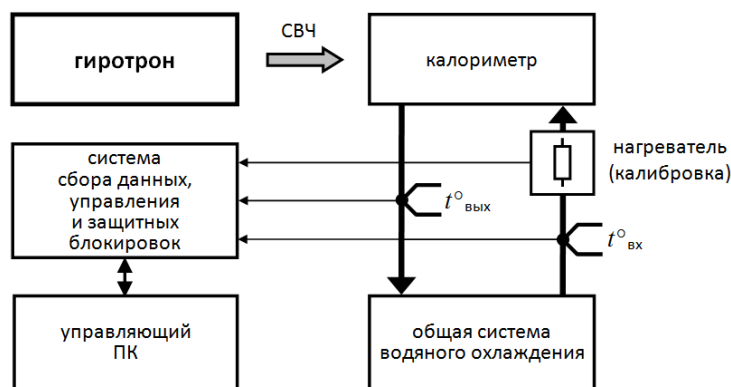 гиротрон
СВЧ
калориметр
нагреватель
(калибровка)
система
сбора данных,
управления
и защитных
блокировок
t°вых
t°вх
управляющий
ПК
общая система
водяного охлаждения